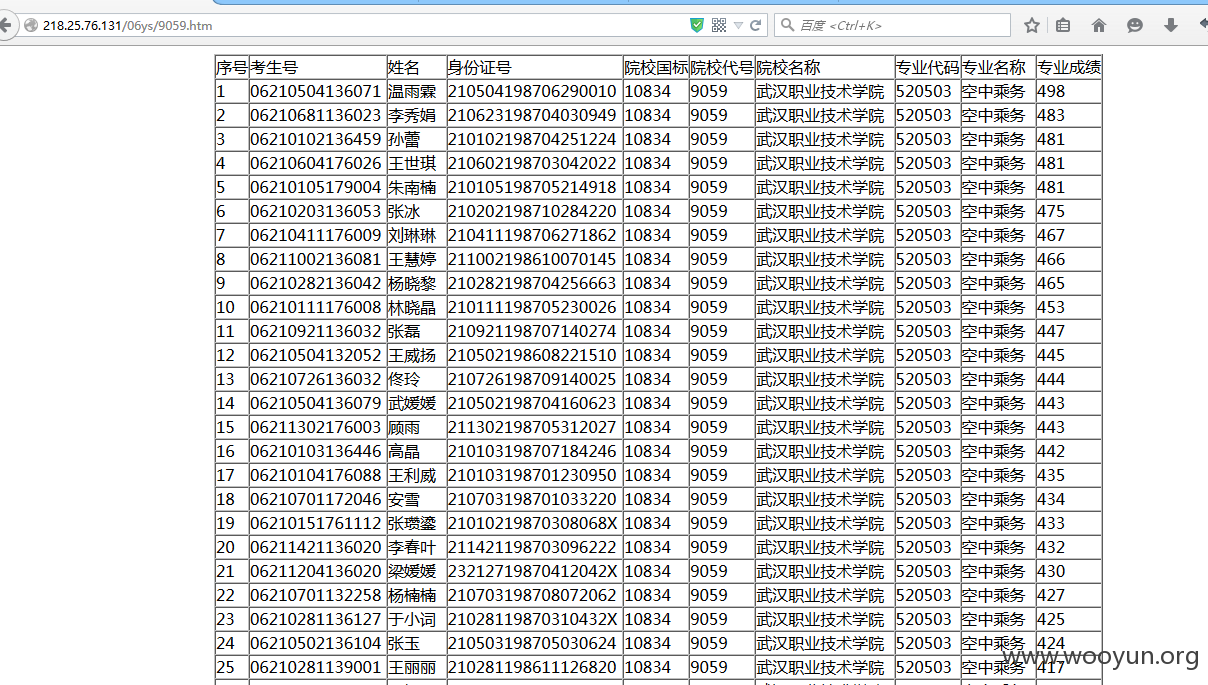 218.25.76.131/06ys/9059.htm
百度 <Ctrl+K>
序号 考生号 姓名 身份证号 院校国标 院校代号 院校名称 专业代码 专业名称 专业成绩
1 06210504136071 温雨霖 210504198706290010 10834 9059 武汉职业技术学院 520503 空中乘务 498
2 06210681136023 李秀娟 210623198704030949 10834 9059 武汉职业技术学院 520503 空中乘务 483
3 06210102136459 孙蕾 210102198704251224 10834 9059 武汉职业技术学院 520503 空中乘务 481
4 06210604176026 王世琪 210602198703042022 10834 9059 武汉职业技术学院 520503 空中乘务 481
5 06210105179004 朱南楠 210105198705214918 10834 9059 武汉职业技术学院 520503 空中乘务 481
6 06210203136053 张冰 210202198710284220 10834 9059 武汉职业技术学院 520503 空中乘务 475
7 06210411176009 刘琳琳 210411198706271862 10834 9059 武汉职业技术学院 520503 空中乘务 467
8 06211002136081 王慧婷 211002198610070145 10834 9059 武汉职业技术学院 520503 空中乘务 466
9 06210282136042 杨晓黎 210282198704256663 10834 9059 武汉职业技术学院 520503 空中乘务 465
10 06210111176008 林晓晶 210111198705230026 10834 9059 武汉职业技术学院 520503 空中乘务 453
11 06210921136032 张磊 210921198707140274 10834 9059 武汉职业技术学院 520503 空中乘务 447
12 06210504132052 王威扬 210502198608221510 10834 9059 武汉职业技术学院 520503 空中乘务 445
13 06210726136032 佟玲 210726198709140025 10834 9059 武汉职业技术学院 520503 空中乘务 444
14 06210504136079 武媛媛 210502198704160623 10834 9059 武汉职业技术学院 520503 空中乘务 443
15 06211302176003 顾雨 211302198705312027 10834 9059 武汉职业技术学院 520503 空中乘务 443
16 06210103136446 高晶 210103198707184246 10834 9059 武汉职业技术学院 520503 空中乘务 442
17 06210104176088 王利威 210103198701230950 10834 9059 武汉职业技术学院 520503 空中乘务 435
18 06210701172046 安雪 210703198701033220 10834 9059 武汉职业技术学院 520503 空中乘务 434
19 06210151761112 张瓒鎏 21010219870308068X 10834 9059 武汉职业技术学院 520503 空中乘务 433
20 06211421136020 李春叶 211421198703096222 10834 9059 武汉职业技术学院 520503 空中乘务 432
21 06211204136020 梁媛媛 23212719870412042X 10834 9059 武汉职业技术学院 520503 空中乘务 430
22 06210701132258 杨楠楠 210703198708072062 10834 9059 武汉职业技术学院 520503 空中乘务 427
23 06210281136127 于小词 21028119870310432X 10834 9059 武汉职业技术学院 520503 空中乘务 425
24 06210502136104 张玉 210503198705030624 10834 9059 武汉职业技术学院 520503 空中乘务 424
25 06210281139001 王丽丽 210281198611126820 10834 9059 武汉职业技术学院 520503 空中乘务 417
www.wooyun.org